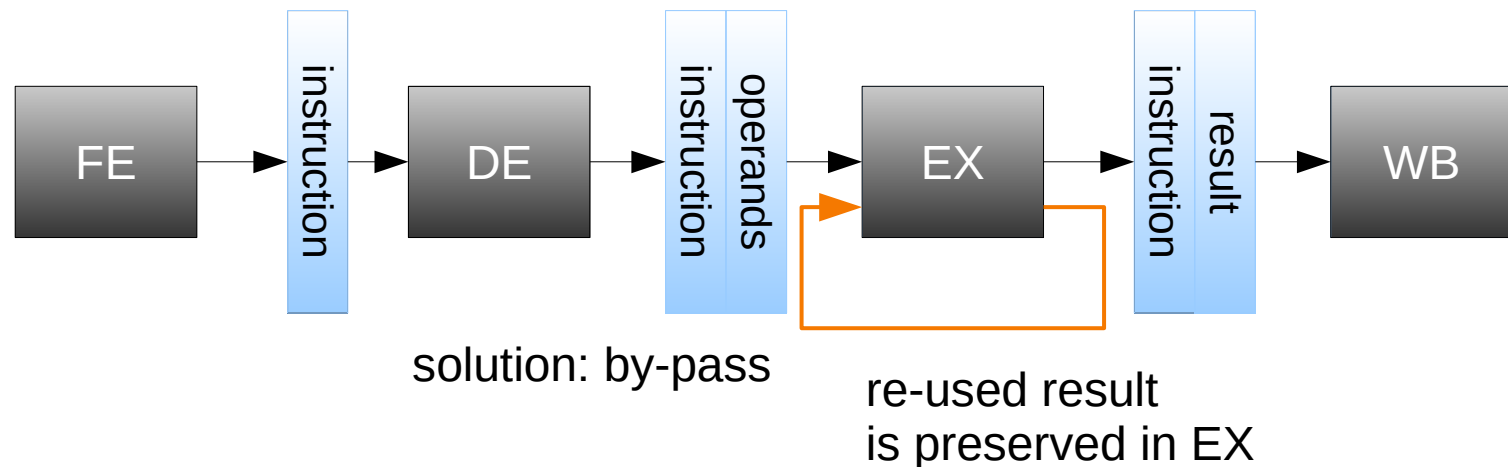 FE
instruction
DE
instruction
operands
EX
instruction
result
WB
solution: by-pass
re-used result
is preserved in EX